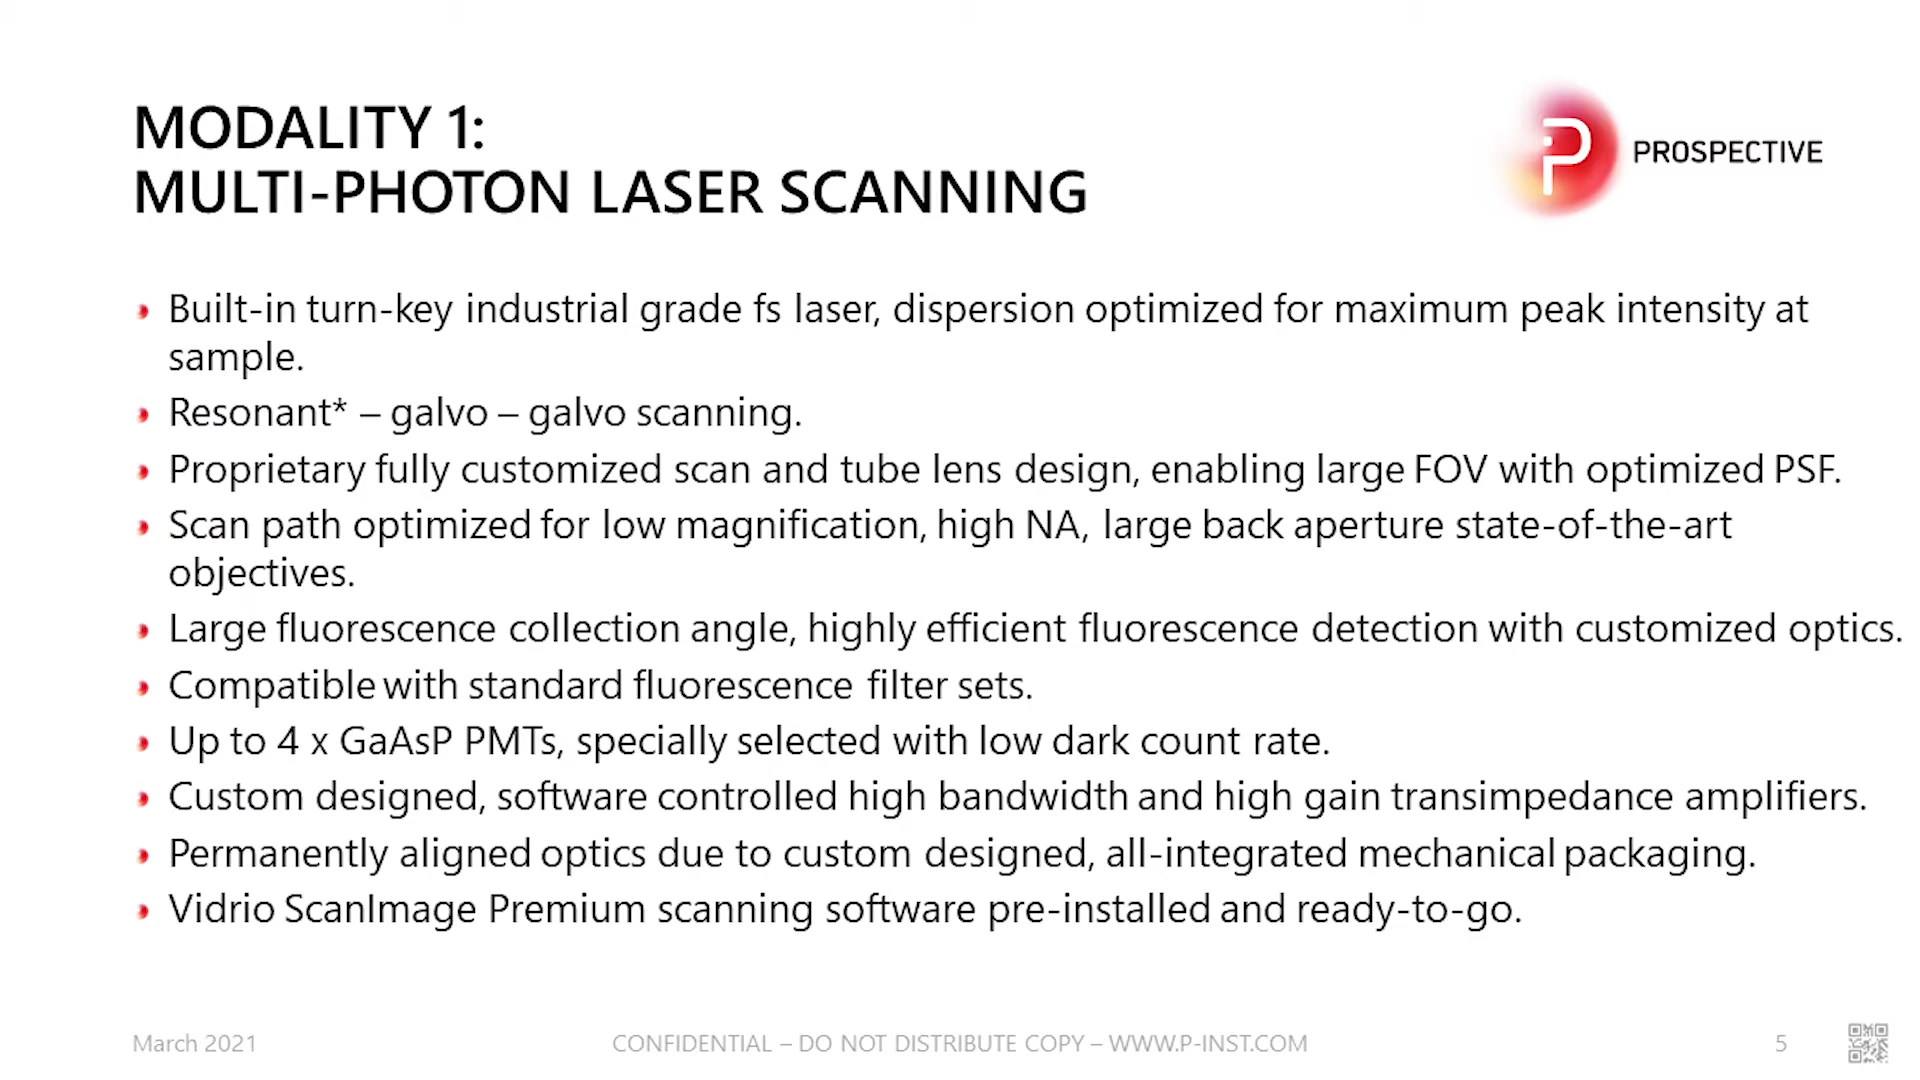 MODALITY 1:
MULTI-PHOTON LASER SCANNING
PROSPECTIVE
Built-in turn-key industrial grade fs laser, dispersion optimized for maximum peak intensity at
sample.
Resonant* – galvo – galvo scanning.
Proprietary fully customized scan and tube lens design, enabling large FOV with optimized PSF.
Scan path optimized for low magnification, high NA, large back aperture state-of-the-art
objectives.
Large fluorescence collection angle, highly efficient fluorescence detection with customized optics.
Compatible with standard fluorescence filter sets.
Up to 4 x GaAsP PMTs, specially selected with low dark count rate.
Custom designed, software controlled high bandwidth and high gain transimpedance amplifiers.
Permanently aligned optics due to custom designed, all-integrated mechanical packaging.
Vidrio ScanImage Premium scanning software pre-installed and ready-to-go.
March 2021
CONFIDENTIAL – DO NOT DISTRIBUTE COPY – WWW.P-INST.COM
5